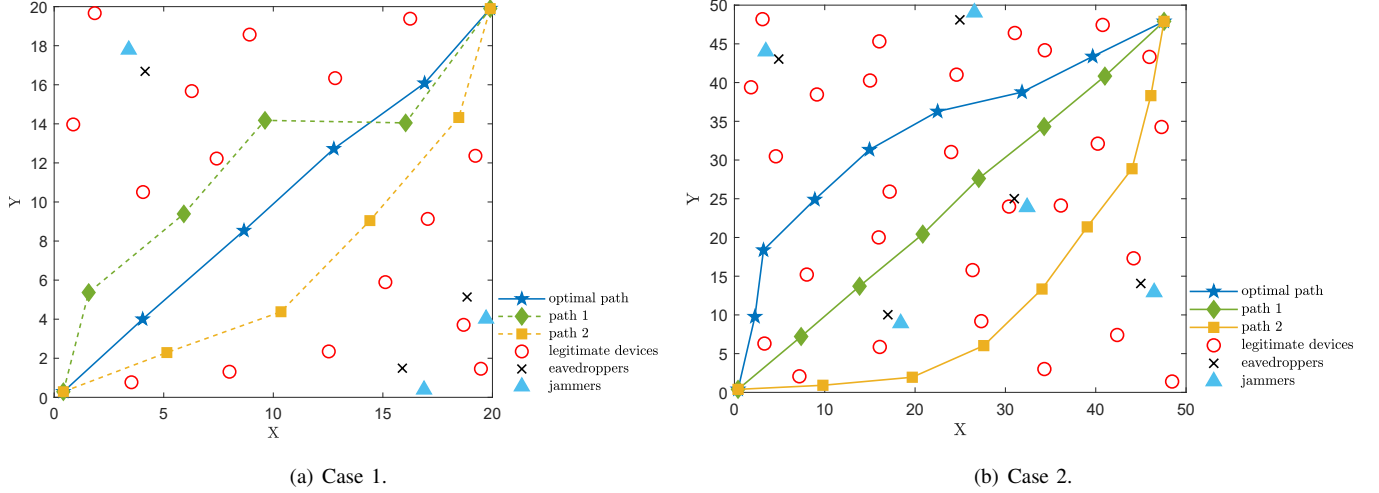 20
18
16
14
12
10
8
6
4
2
0
Y
0 5 10 15 20
X
optimal path
path 1
path 2
legitimate devices
eavedroppers
jammers
(a) Case 1.
50
45
40
35
30
25
20
15
10
5
0
Y
0 10 20 30 40 50
X
optimal path
path 1
path 2
legitimate devices
eavedroppers
jammers
(b) Case 2.